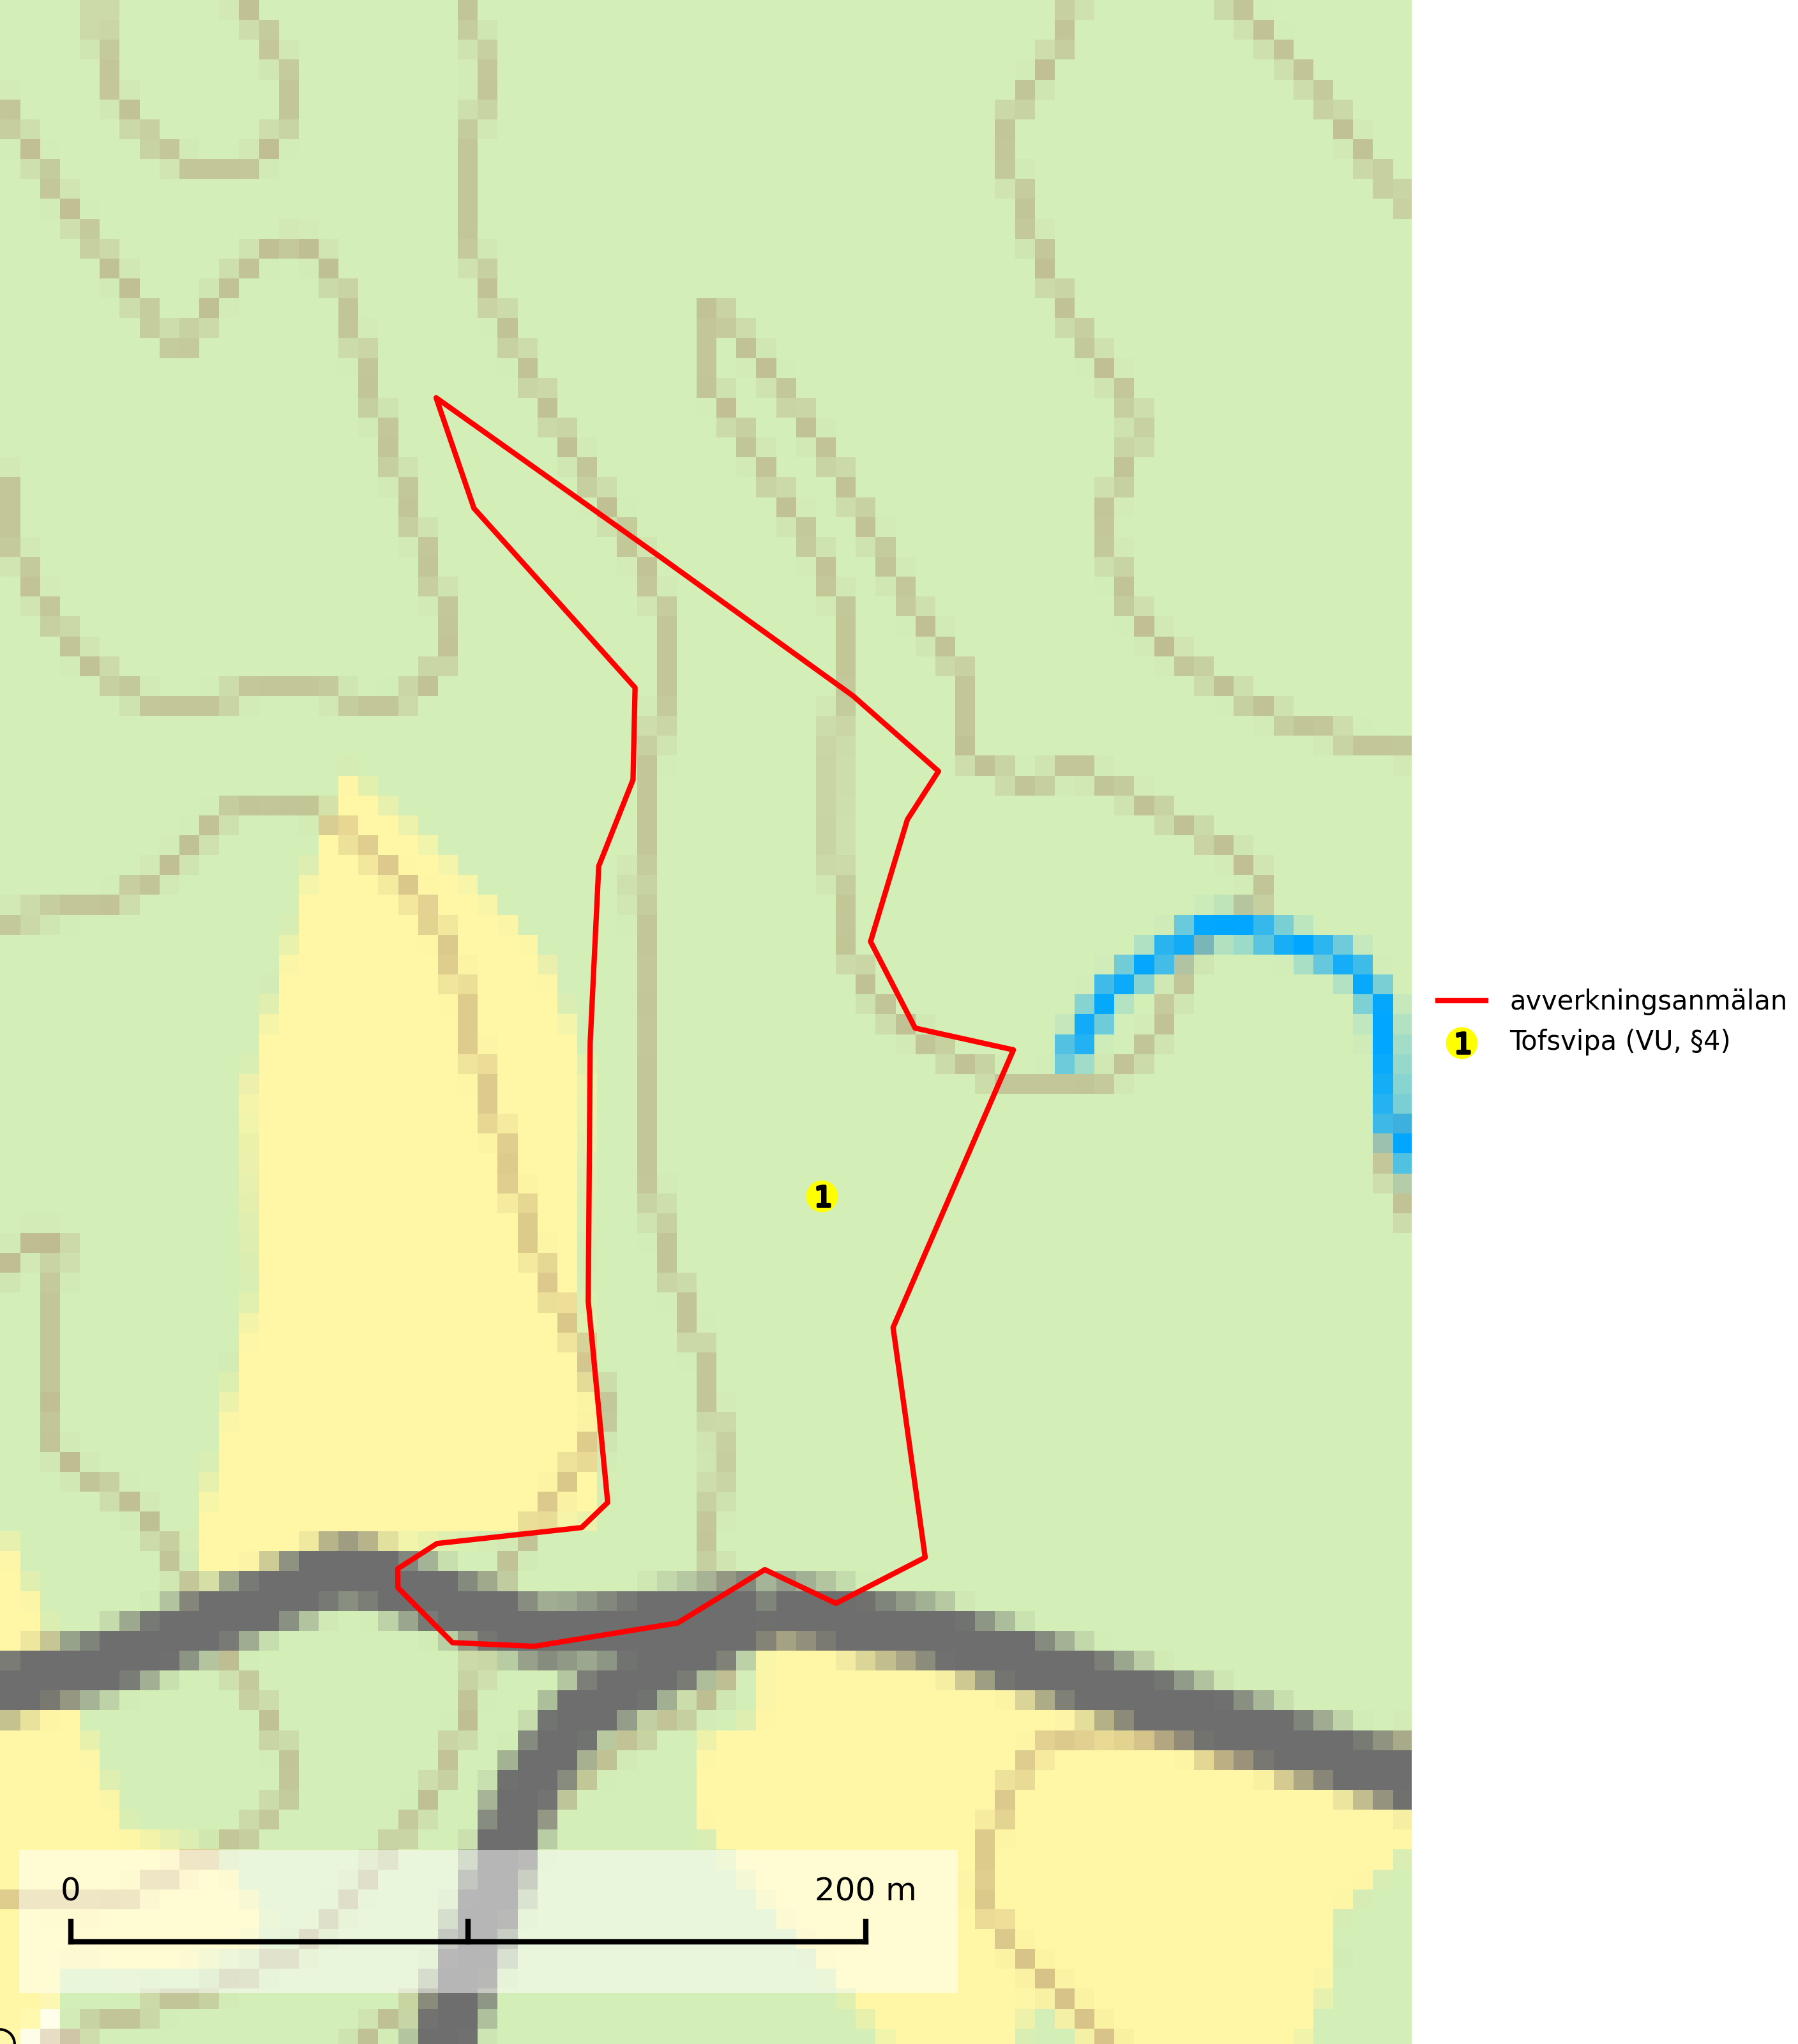 avverkningsanmälan
1 Tofsvipa (VU, §4)
1
0 200 m